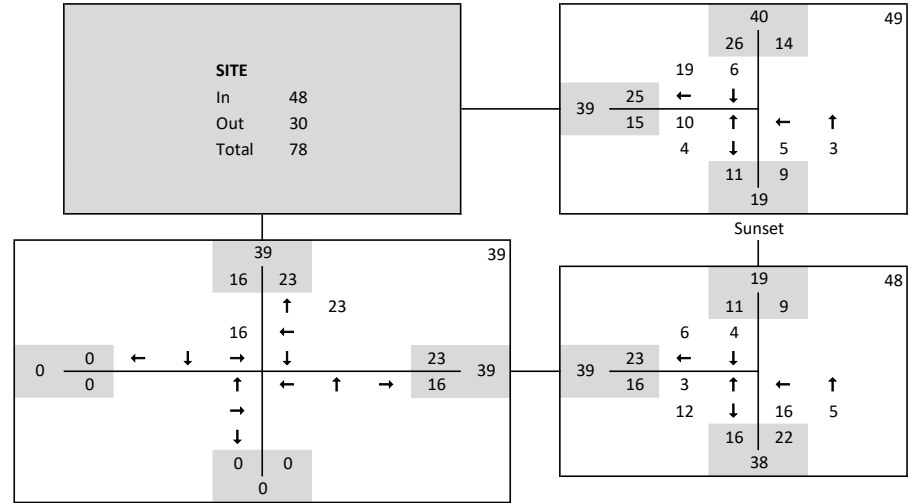 40 49
26 14
SITE 19 6
In 48 25 ← ↓
39
Out 30 15 10 ↑ ← ↑
Total 78 4 ↓ 5 3
11 9
19
Sunset
39 39
16 23
↑ 23
16 ←
0 ← ↓ → ↓ 23
0 39
0 ↑ ← ↑ → 16
→
↓
0 0
0
19 48
11 9
6 4
23 ← ↓
39
16 3 ↑ ← ↑
12 ↓ 16 5
16 22
38